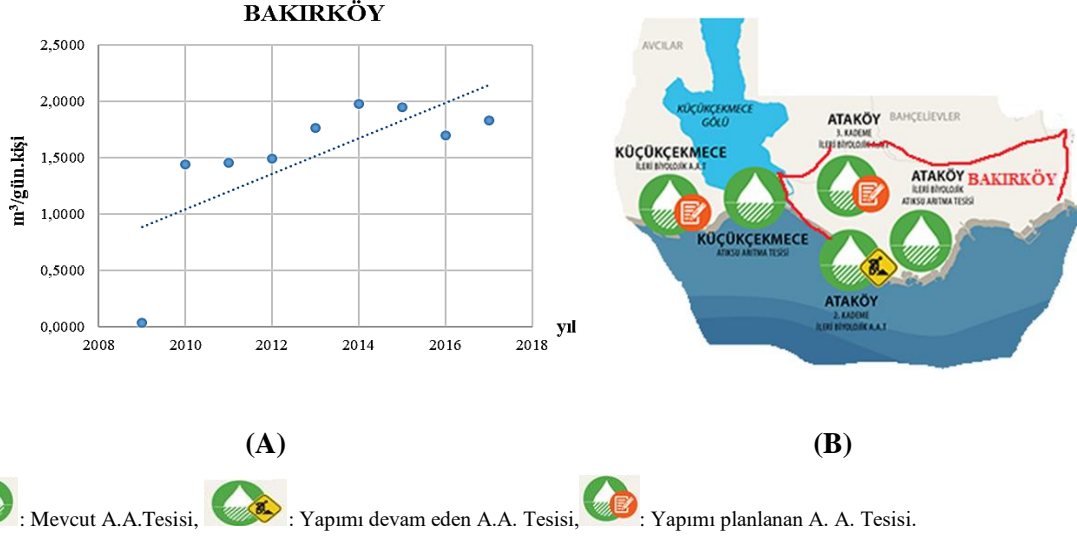 BAKIRKÖY
2,5000
2,0000
1,5000
1,0000
0,5000
0,0000
m³/gün.kişi
2008
2010
2012
2014
2016
2018
yıl
(A)
AVCILAR
KÜÇÜKÇEKMECE
GÖLÜ
BAHÇELİEVLER
ATAKÖY
3. KADEME
İLERİ BİYOLOJİK A.A.T
KÜÇÜKÇEKMECE
İLERİ BİYOLOJİK A.A.T
ATAKÖY
İLERİ BİYOLOJİK
ATIKSU ARITMA TESİSİ
BAKIRKÖY
KÜÇÜKÇEKMECE
ATIKSU ARITMA TESİSİ
ATAKÖY
2. KADEME
İLERİ BİYOLOJİK A.A.T
(B)
: Mevcut A.A.Tesisi, : Yapımı devam eden A.A. Tesisi, : Yapımı planlanan A. A. Tesisi.